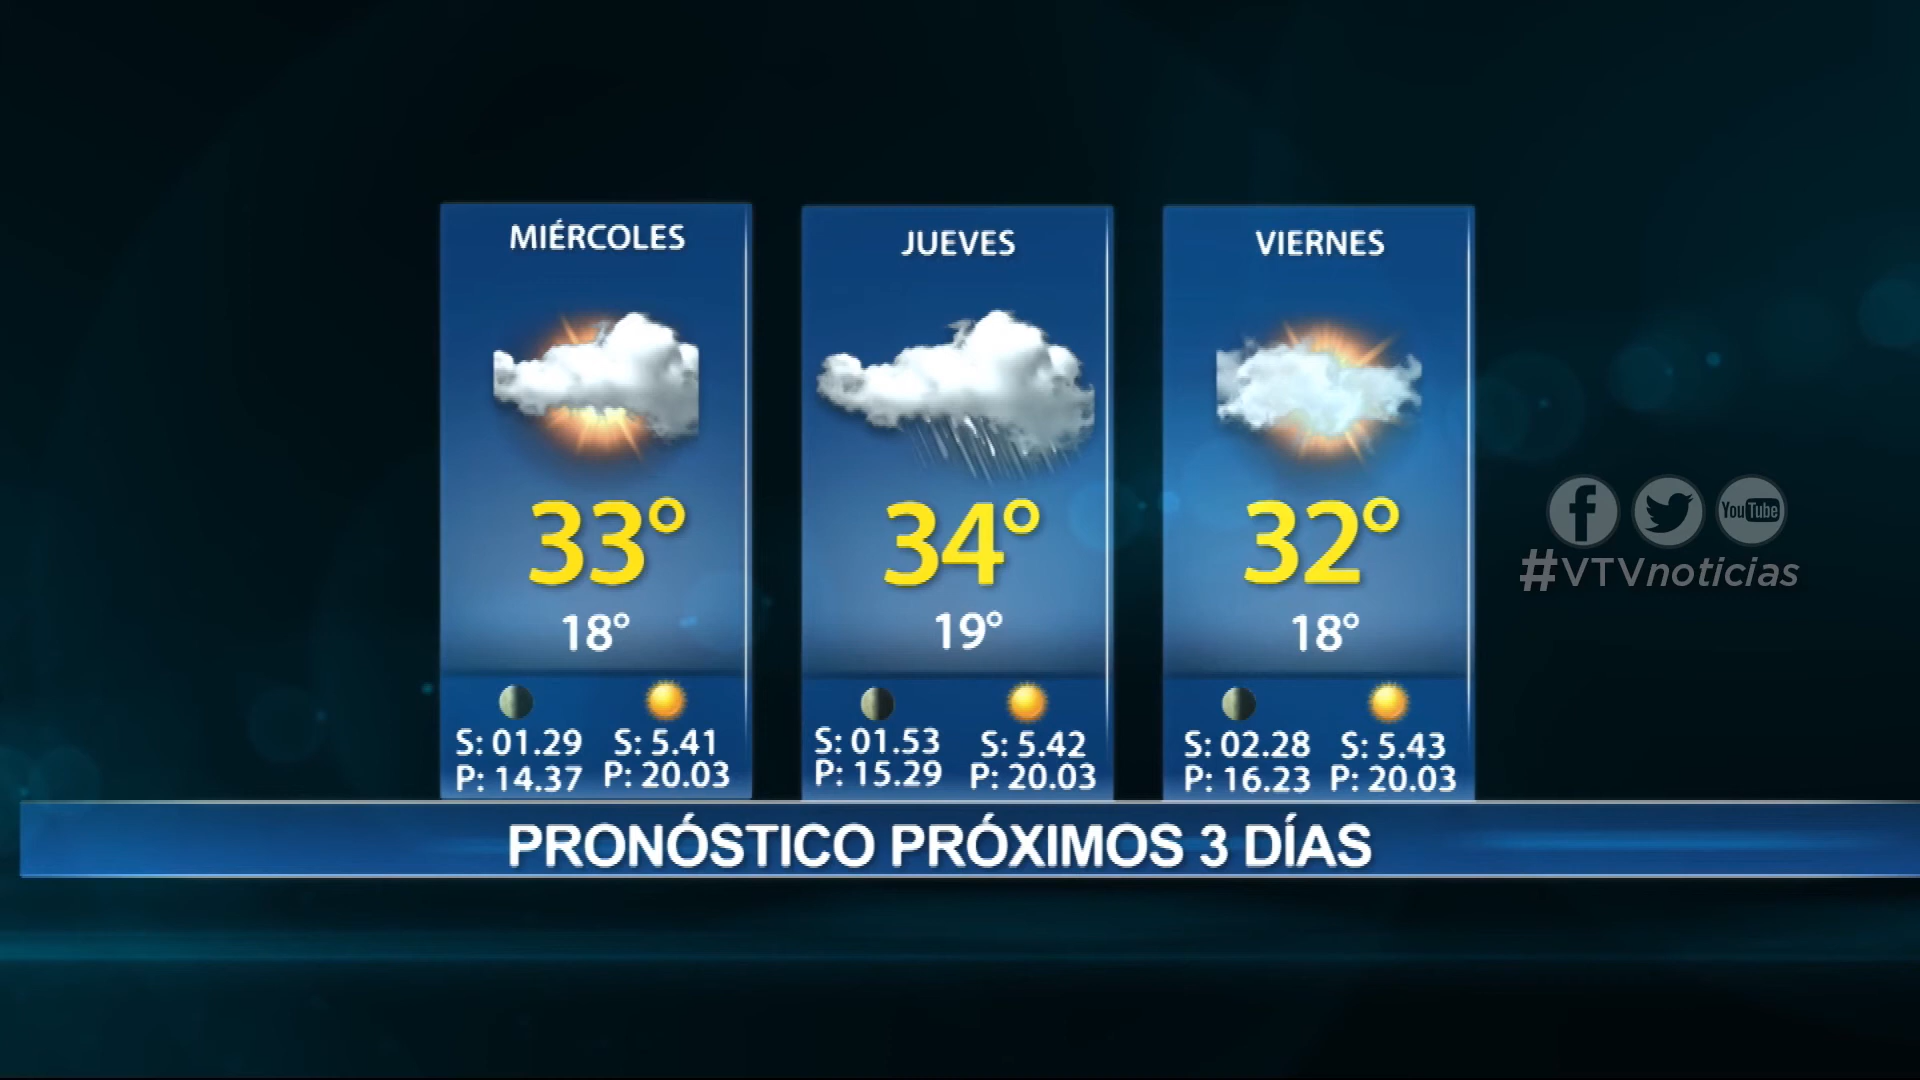 MIÉRCOLES
33°
18°
S: 01.29 S: 5.41
P: 14.37 P: 20.03
JUEVES
34°
19°
S: 01.53 S: 5.42
P: 15.29 P: 20.03
VIERNES
32°
18°
S: 02.28 S: 5.43
P: 16.23 P: 20.03
You Tube
#VTVnoticias
PRONÓSTICO PRÓXIMOS 3 DÍAS